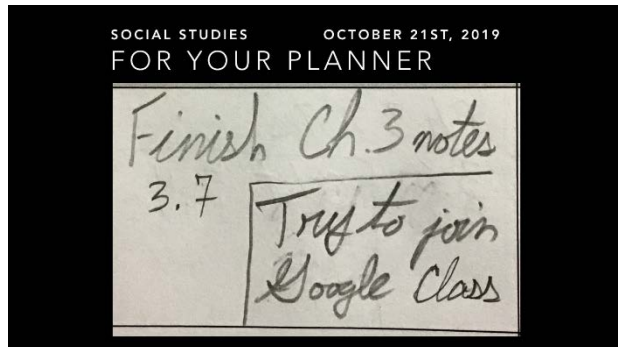 SOCIAL STUDIES OCTOBER 21ST, 2019
FOR YOUR PLANNER
Finish Ch. 3 notes
3.7
Try to join
Google Class